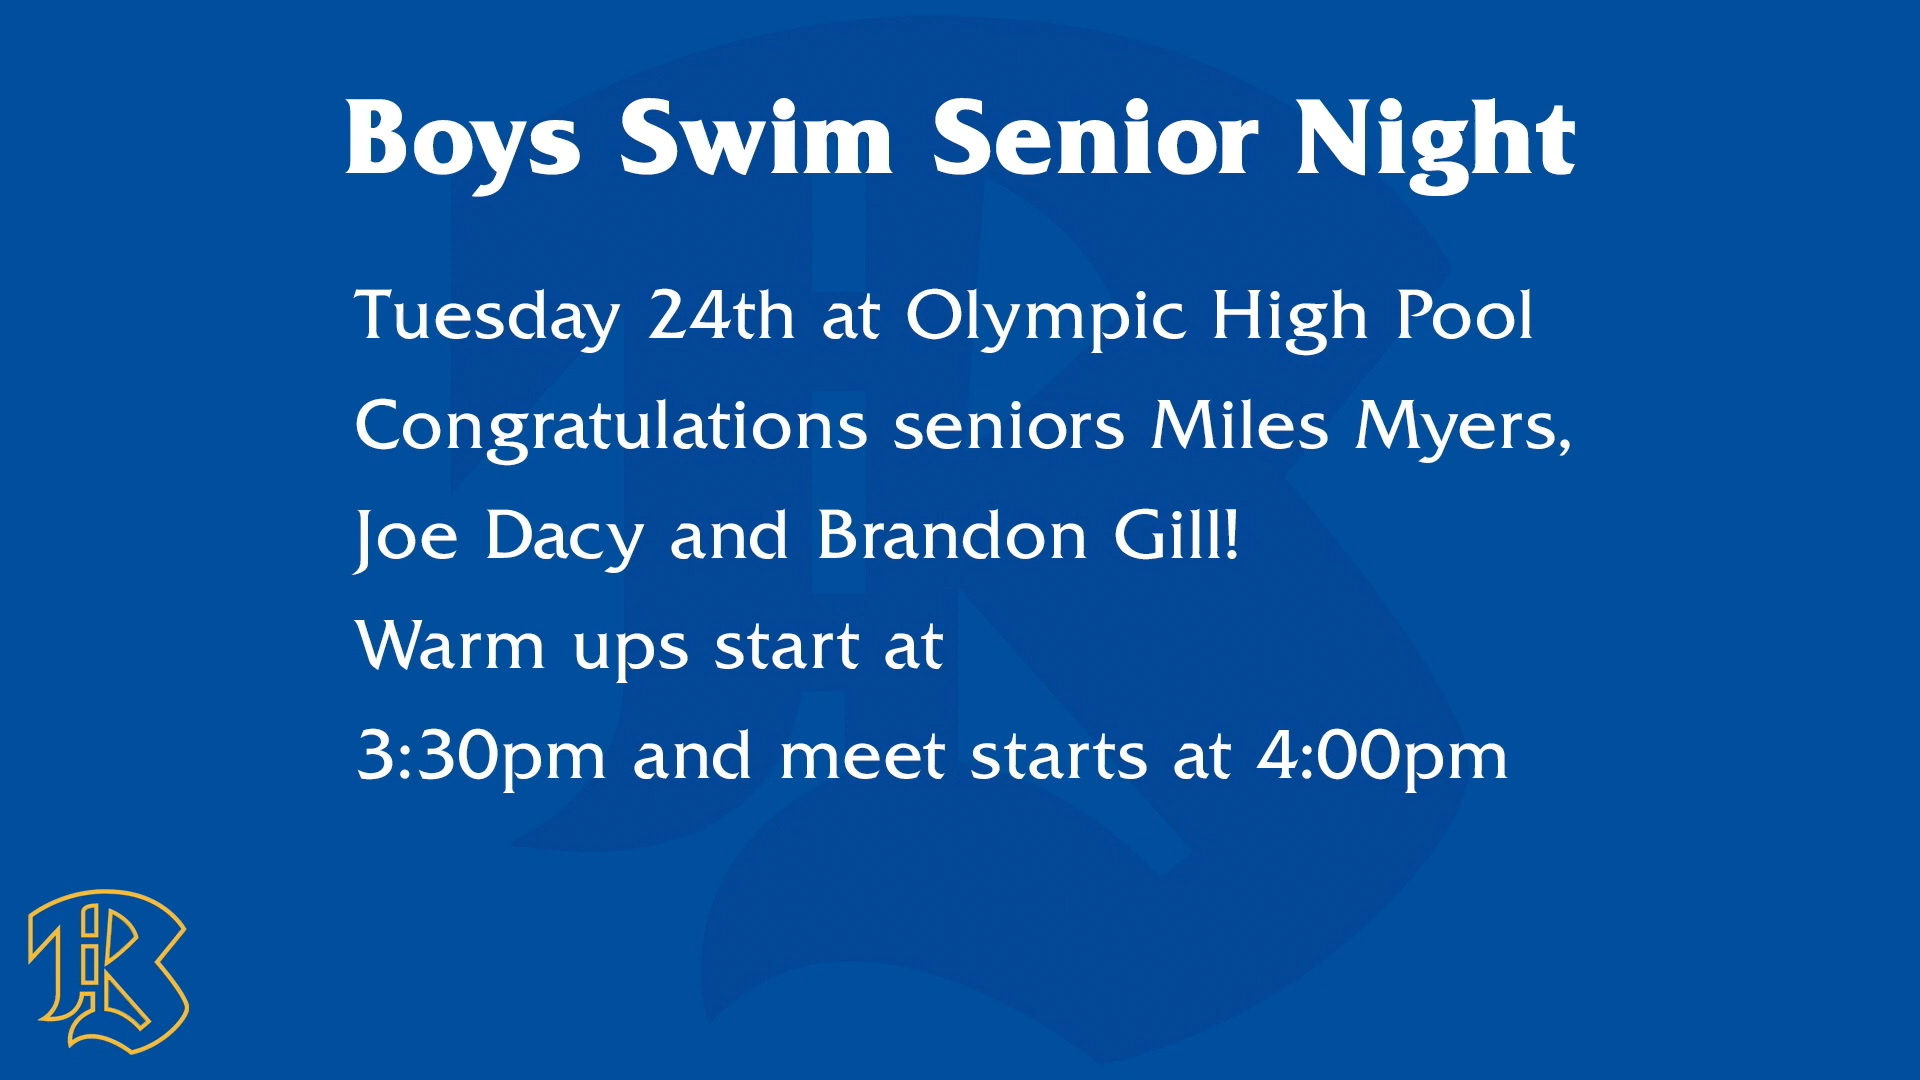 Boys Swim Senior Night
Tuesday 24th at Olympic High Pool
Congratulations seniors Miles Myers,
Joe Dacy and Brandon Gill!
Warm ups start at
3:30pm and meet starts at 4:00pm
B